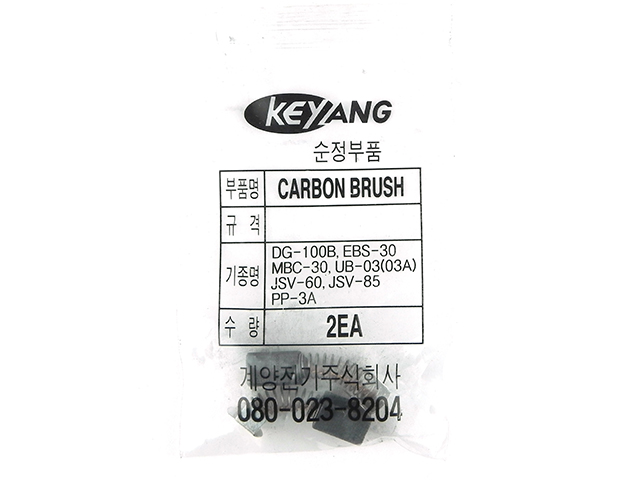 KEYANG
순정부품
부품명 CARBON BRUSH
규 격
기종명 DG-100B, EBS-30
MBC-30, UB-03(03A)
JSV-60, JSV-85
PP-3A
수 량 2EA
계양전기주식회사
080-023-8204